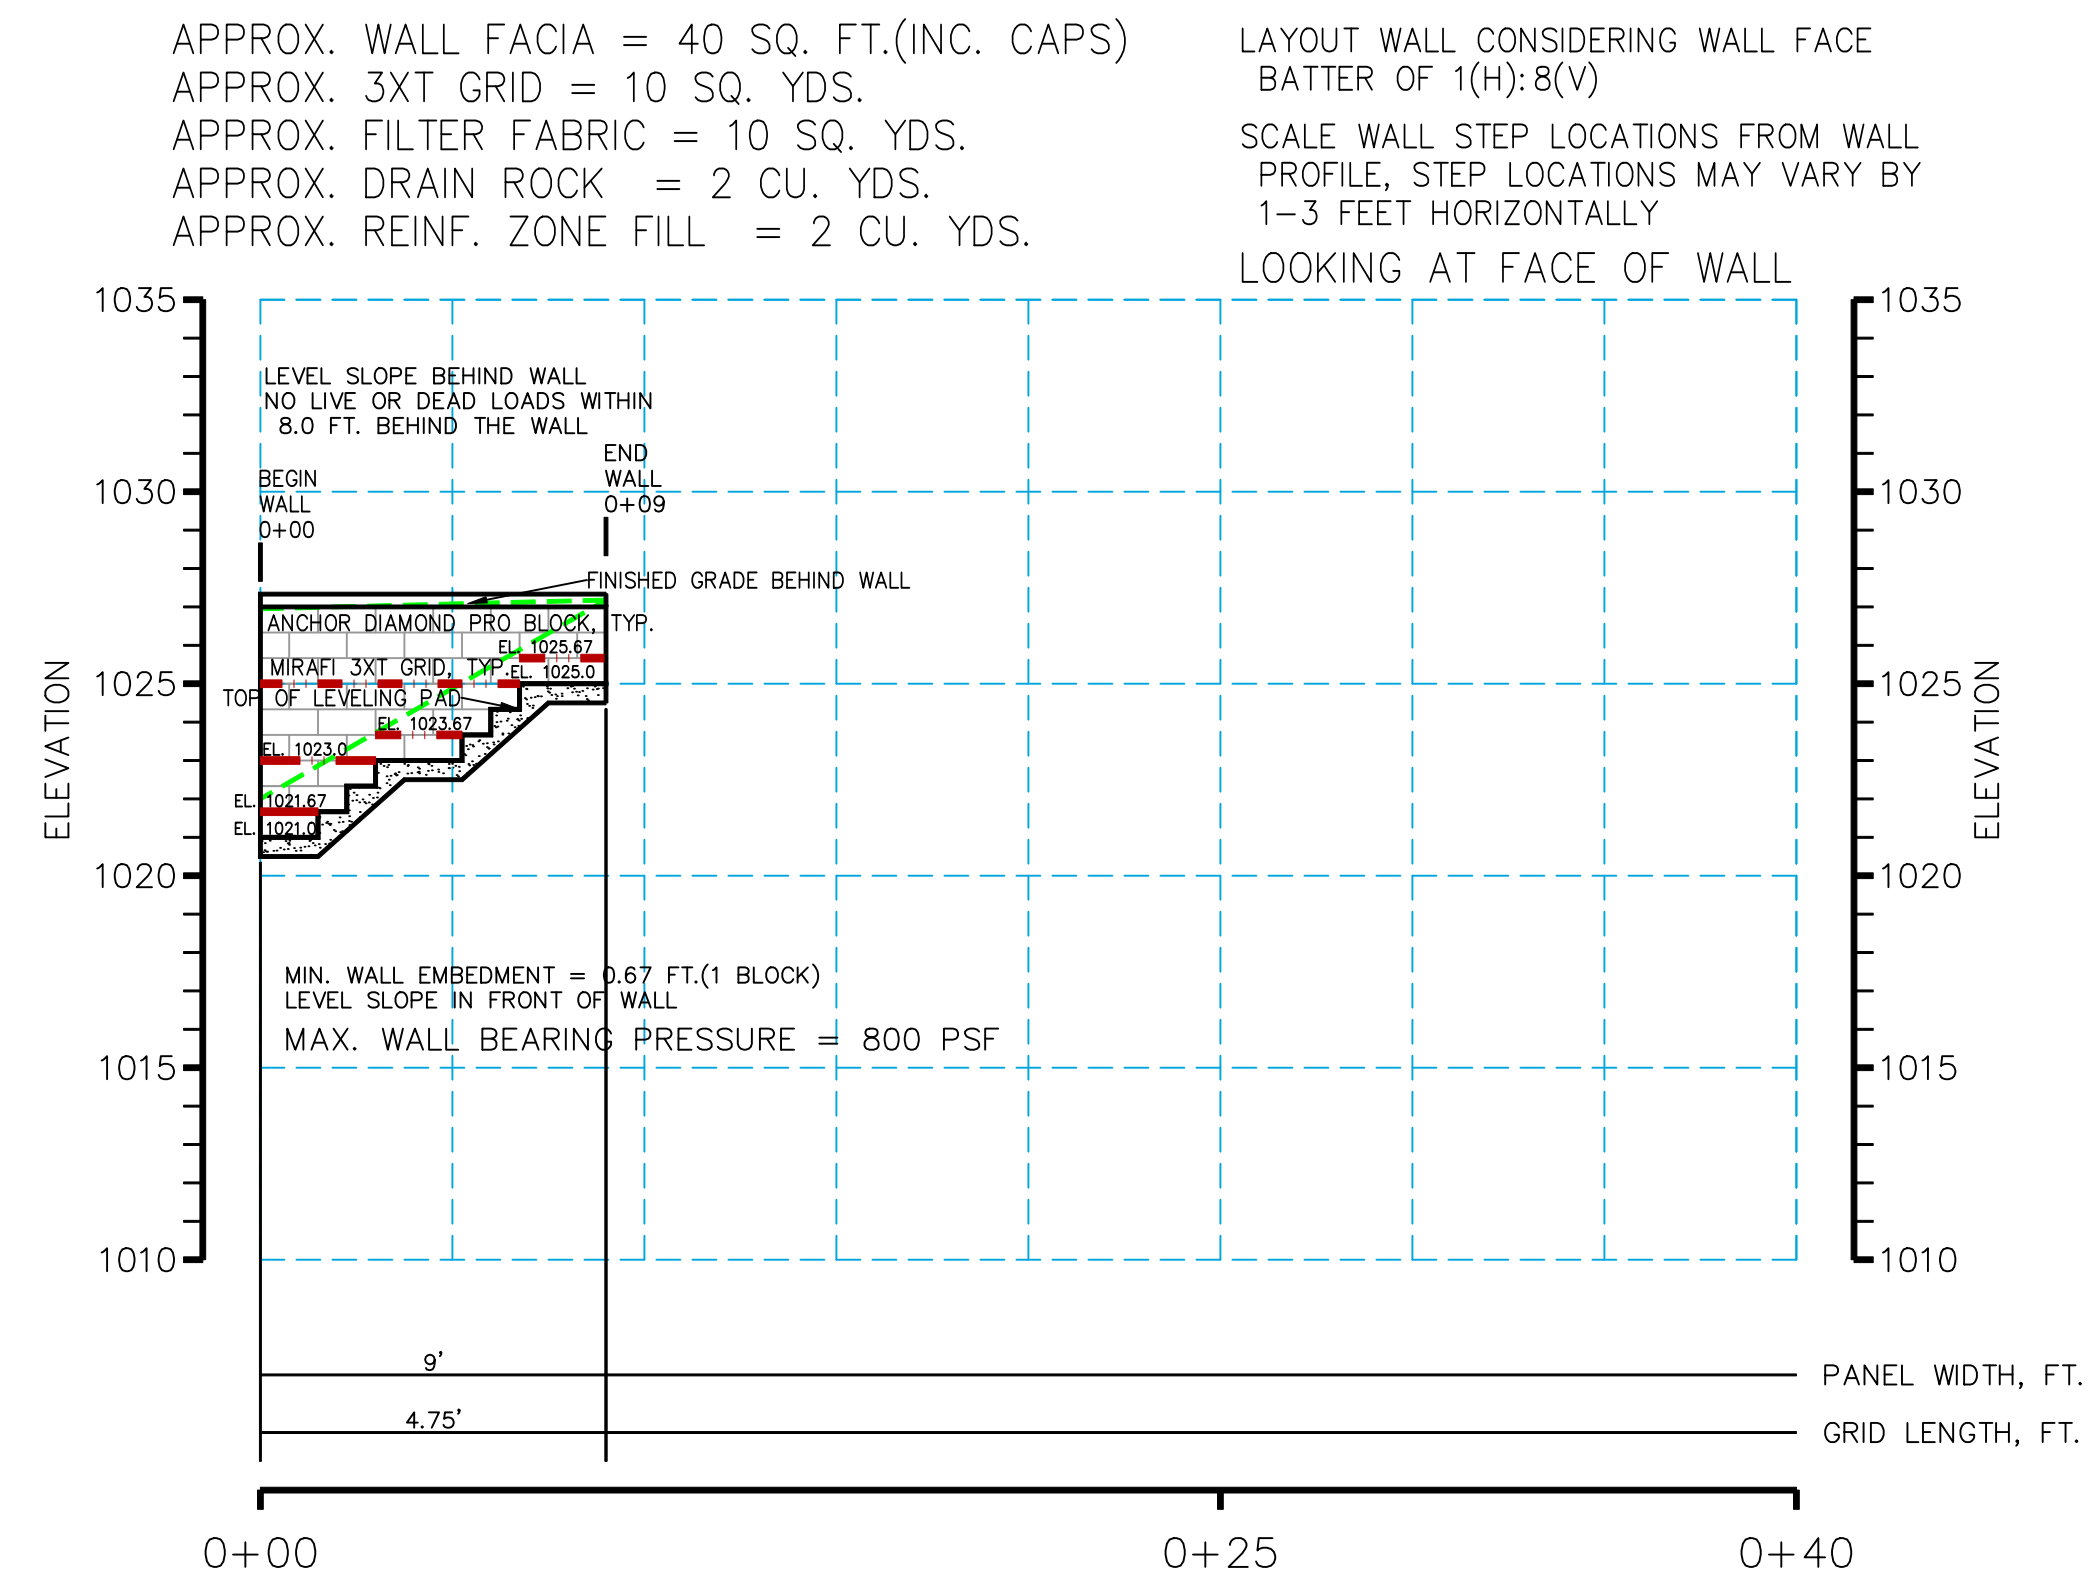 APPROX. WALL FACIA = 40 SQ. FT.(INC. CAPS)
APPROX. 3XT GRID = 10 SQ. YDS.
APPROX. FILTER FABRIC = 10 SQ. YDS.
APPROX. DRAIN ROCK = 2 CU. YDS.
APPROX. REINF. ZONE FILL = 2 CU. YDS.
LAYOUT WALL CONSIDERING WALL FACE
BATTER OF 1(H):8(V)
SCALE WALL STEP LOCATIONS FROM WALL
PROFILE, STEP LOCATIONS MAY VARY BY
1-3 FEET HORIZONTALLY
LOOKING AT FACE OF WALL
1035
1030
1025
1020
1015
1010
ELEVATION
LEVEL SLOPE BEHIND WALL
NO LIVE OR DEAD LOADS WITHIN
8.0 FT. BEHIND THE WALL
BEGIN
WALL
0+00
END
WALL
0+09
FINISHED GRADE BEHIND WALL
ANCHOR DIAMOND PRO BLOCK, TYP.
EL. 1025.67
MIRAFI 3XT GRID, TYP.
EL. 1025.0
TOP OF LEVELING PAD
EL. 1023.67
EL. 1023.0
EL. 1021.67
EL. 1021.0
MIN. WALL EMBEDMENT = 0.67 FT.(1 BLOCK)
LEVEL SLOPE IN FRONT OF WALL
MAX. WALL BEARING PRESSURE = 800 PSF
1035
1030
1025
1020
1015
1010
ELEVATION
9'
PANEL WIDTH, FT.
4.75'
GRID LENGTH, FT.
0+00
0+25
0+40